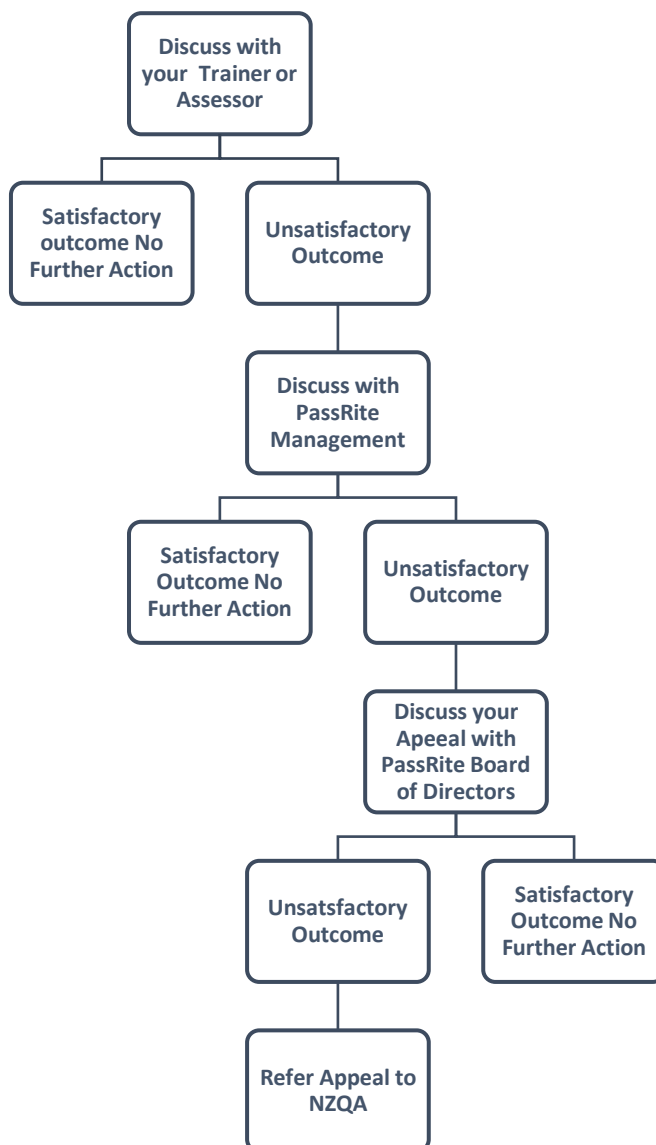 Discuss with
your Trainer or
Assessor
Satisfactory
outcome No
Further Action
Unsatisfactory
Outcome
Discuss with
PassRite
Management
Satisfactory
Outcome No
Further Action
Unsatisfactory
Outcome
Discuss your
Apeeal with
PassRite Board
of Directors
Unsatsfactory
Outcome
Satisfactory
Outcome No
Further Action
Refer Appeal to
NZQA